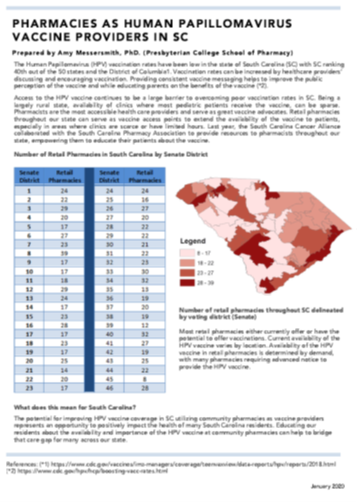 PHARMACIES AS HUMAN PAPILLOMAVIRUS
VACCINE PROVIDERS IN SC
Prepared by Amy Messersmith, PhD. (Presbyterian College School of Pharmacy)
The Human Papillomavirus (HPV) vaccination rates have been low in the state of South Carolina (SC) with SC ranking
40th out of the 50 states and the District of Columbia. Vaccination rates can be increased by healthcare providers'
discussing and encouraging vaccination. Providing consistent vaccine messaging helps to improve the public
perception of the vaccine and while educating parents on the benefits of the vaccine (*2).
Access to the HPV vaccine continues to be a large barrier to overcoming poor vaccination rates in SC. Being a
largely rural state, availability of clinics where most pediatric patients receive the vaccine, can be sparse.
Pharmacists are the most accessible health care providers and serve as great vaccine advocates. Retail pharmacies
throughout our state can serve as vaccine access points to extend the availability of the vaccine to patients,
especially in areas where clinics are scarce or have limited hours. Last year, the South Carolina Cancer Alliance
collaborated with the South Carolina Pharmacy Association to provide resources to pharmacists throughout our
state, empowering them to educate their patients about the vaccine.
Number of Retail Pharmacies in South Carolina by Senate District
Senate District Retail Pharmacies Senate District Retail Pharmacies
1 24 24 24
2 22 25 16
3 29 26 27
4 20 27 20
5 17 28 22
6 27 29 22
7 23 30 21
8 39 31 22
9 17 32 23
10 17 33 30
11 18 34 32
12 29 35 13
13 24 36 19
14 17 37 20
15 23 38 19
16 28 39 12
17 17 40 32
18 23 41 27
19 17 42 19
20 25 43 25
21 14 44 22
22 20 45 8
23 17 46 28
Legend
8 - 17
18 - 22
23 - 27
28 - 39
Number of retail pharmacies throughout SC delineated
by voting district (Senate)
Most retail pharmacies either currently offer or have the
potential to offer vaccinations. Current availability of the
HPV vaccine varies by location. Availability of the HPV
vaccine in retail pharmacies is determined by demand,
with many pharmacies requiring advanced notice to
provide the HPV vaccine.
What does this mean for South Carolina?
The potential for improving HPV vaccine coverage in SC utilizing community pharmacies as vaccine providers
represents an opportunity to positively impact the health of many South Carolina residents. Educating our
residents about the availability and importance of the HPV vaccine at community pharmacies can help to bridge
that care gap for many across our state.
References: (*1) https://www.cdc.gov/vaccines/imz-managers/coverage/teenvaxview/data-reports/hpv/reports/2018.html
(*2) https://www.cdc.gov/hpv/hcp/boosting-vacc-rates.html
January 2020